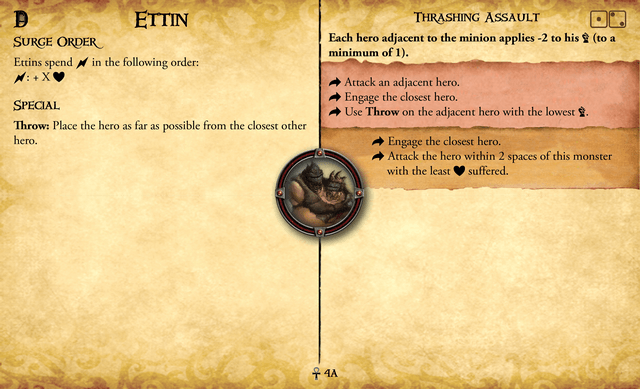 D
ETTIN
SURGE ORDER
Ettins spend in the following order:
: + X
SPECIAL
Throw: Place the hero as far as possible from the closest other
hero.
THRASHING ASSAULT
Each hero adjacent to the minion applies -2 to his (to a
minimum of 1).
Attack an adjacent hero.
Engage the closest hero.
Use Throw on the adjacent hero with the lowest .
Engage the closest hero.
Attack the hero within 2 spaces of this monster
with the least suffered.
4A